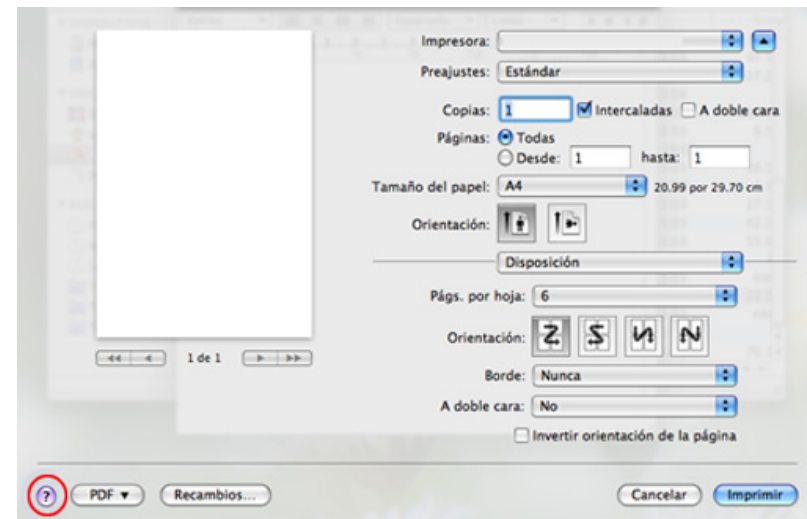 Impresora:
Preajustes: Estándar
Copias: 1 Intercaladas A doble cara
Páginas: Todas
Desde: 1 hasta: 1
Tamaño del papel: A4 20.99 por 29.70 cm
Orientación:
Disposición
Págs. por hoja: 6
Orientación:
1 de 1
Borde: Nunca
A doble cara: No
Invertir orientación de la página
? PDF Recambios... Cancelar Imprimir